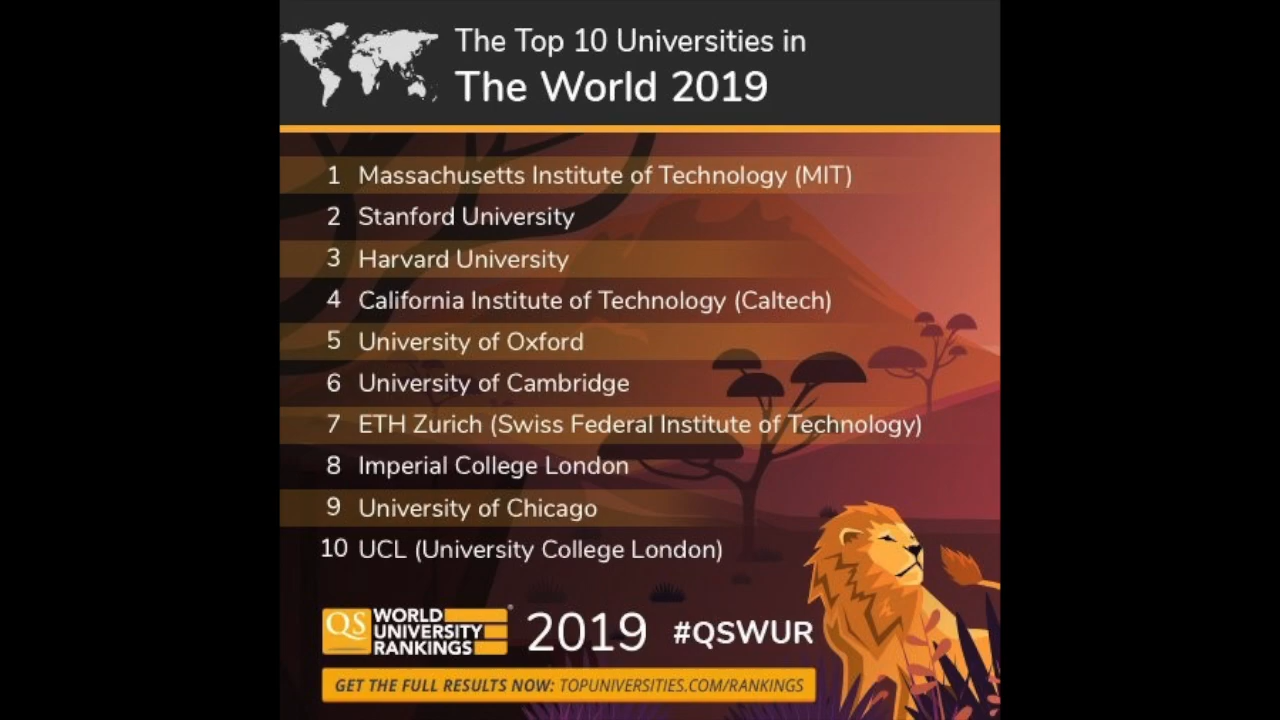 The Top 10 Universities in
The World 2019
1 Massachusetts Institute of Technology (MIT)
2 Stanford University
3 Harvard University
4 California Institute of Technology (Caltech)
5 University of Oxford
6 University of Cambridge
7 ETH Zurich (Swiss Federal Institute of Technology)
8 Imperial College London
9 University of Chicago
10 UCL (University College London)
QS WORLD
UNIVERSITY
RANKINGS
® 2019 #QSWUR
GET THE FULL RESULTS NOW: TOPUNIVERSITIES.COM/RANKINGS